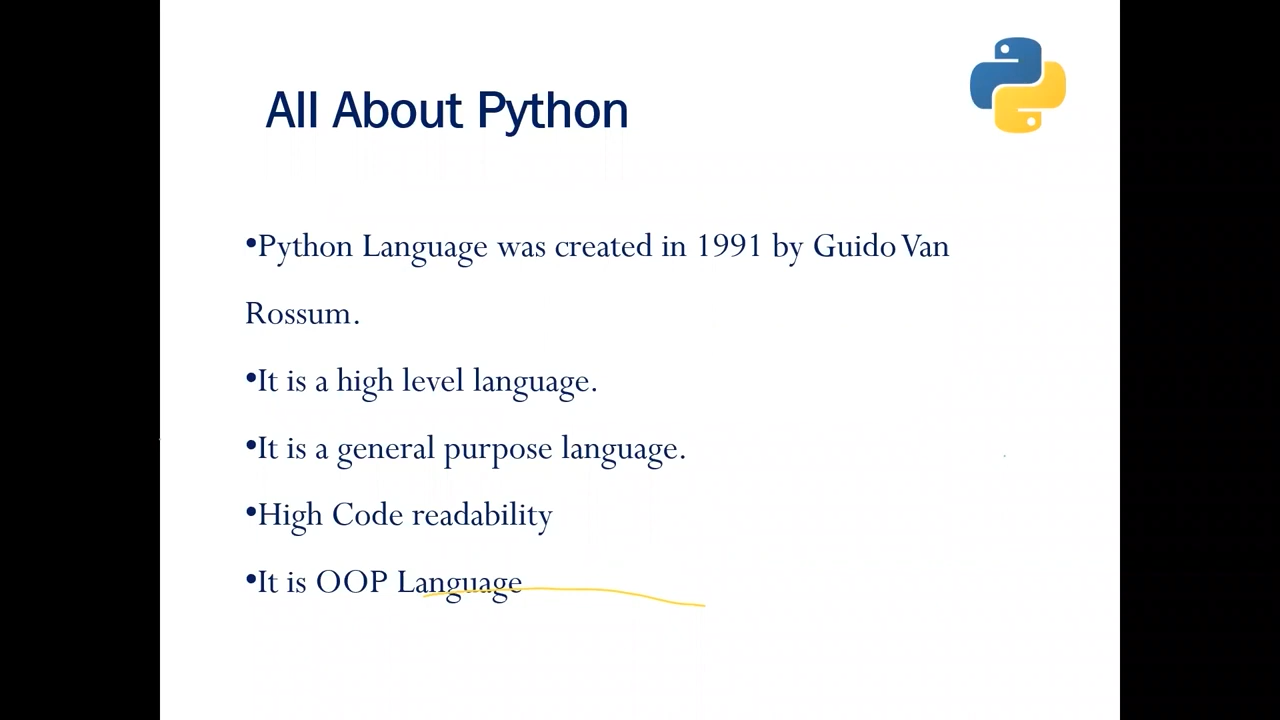 All About Python
•Python Language was created in 1991 by Guido Van
Rossum.
•It is a high level language.
•It is a general purpose language.
•High Code readability
•It is OOP Language